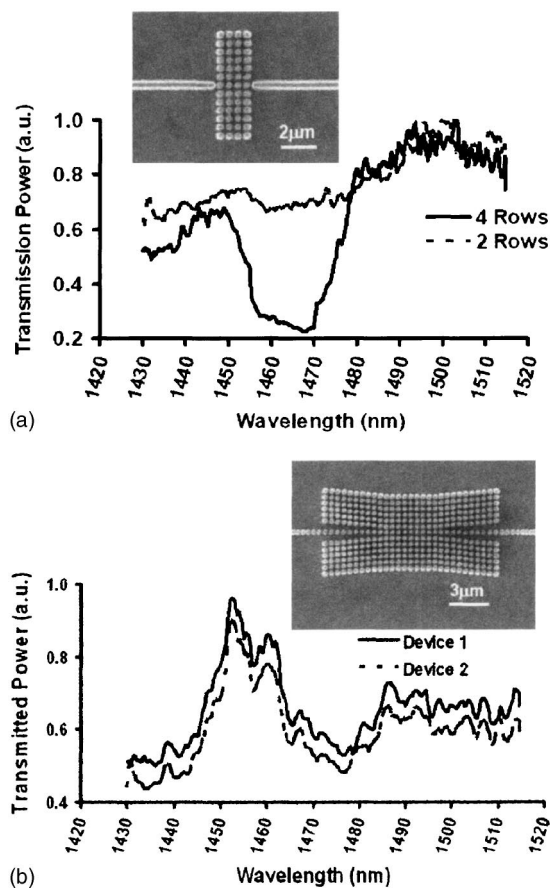 2μm
Transmission Power (a.u.)
1.0
0.8
0.6
0.4
0.2
4 Rows
2 Rows
1420
1430
1440
1450
1460
1470
1480
1490
1500
1510
1520
Wavelength (nm)
(a)
3μm
Transmitted Power (a.u.)
1.0
0.8
0.6
0.4
Device 1
Device 2
1420
1430
1440
1450
1460
1470
1480
1490
1500
1510
1520
Wavelength (nm)
(b)